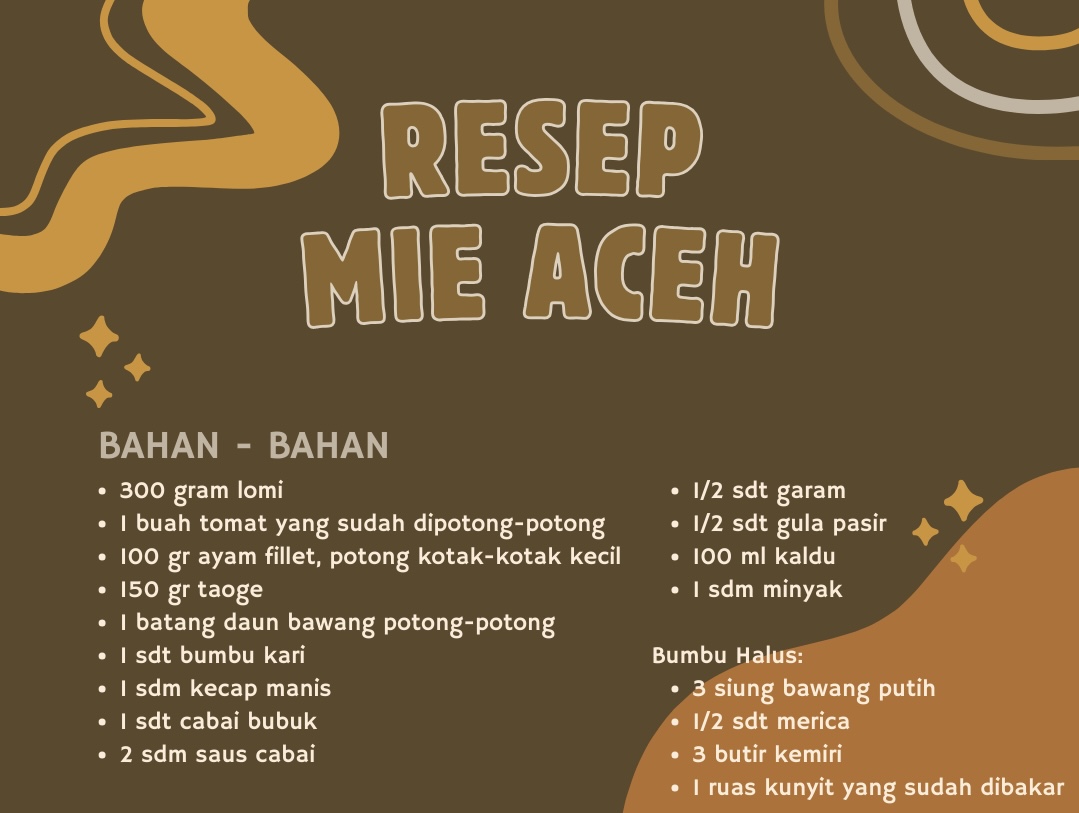 RESEP
MIE ACEH
BAHAN - BAHAN
• 300 gram lomi
• 1 buah tomat yang sudah dipotong-potong
• 100 gr ayam fillet, potong kotak-kotak kecil
• 150 gr taoge
• 1 batang daun bawang potong-potong
• 1 sdt bumbu kari
• 1 sdm kecap manis
• 1 sdt cabai bubuk
• 2 sdm saus cabai
• 1/2 sdt garam
• 1/2 sdt gula pasir
• 100 ml kaldu
• 1 sdm minyak
Bumbu Halus:
• 3 siung bawang putih
• 1/2 sdt merica
• 3 butir kemiri
• 1 ruas kunyit yang sudah dibakar